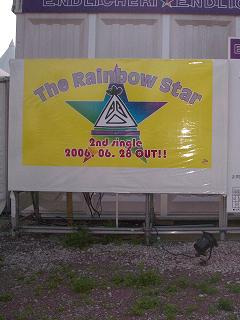 ENDLICHERI☆ENDLICHERI
The Rainbow Star
2nd single
2006.06.28 OUT!!